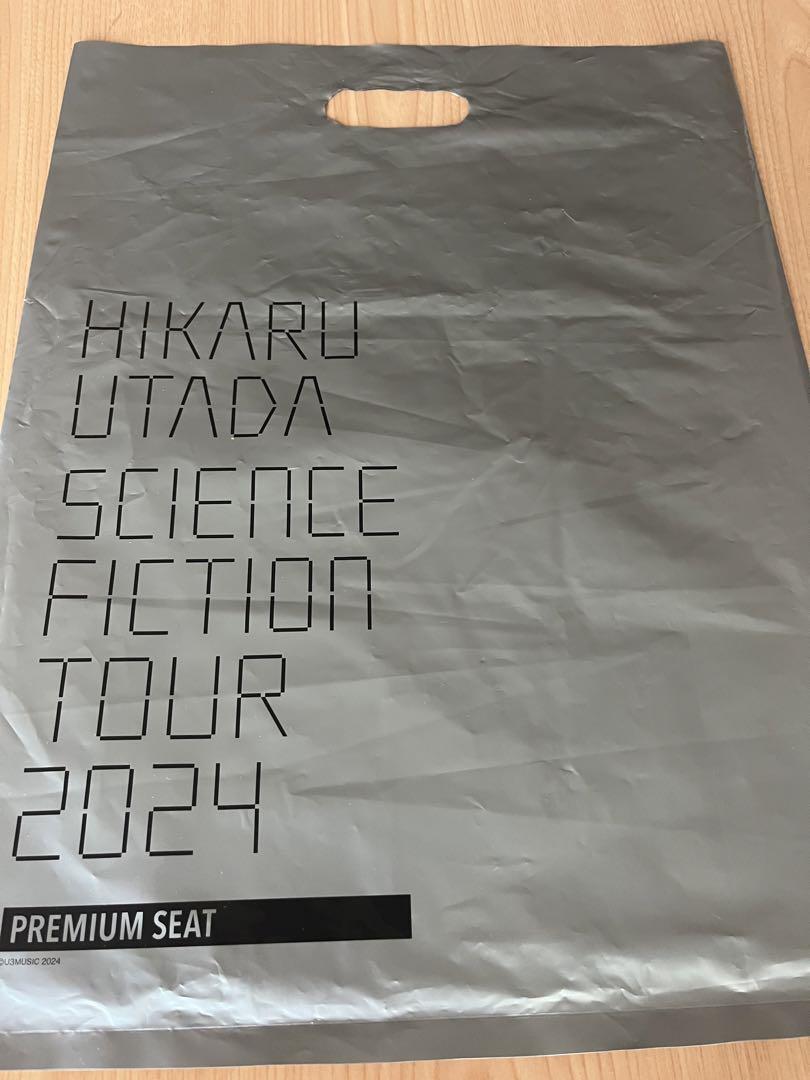 HIKARU
UTADA
SCIENCE
FICTION
TOUR
2024
PREMIUM SEAT
©U3MUSIC 2024